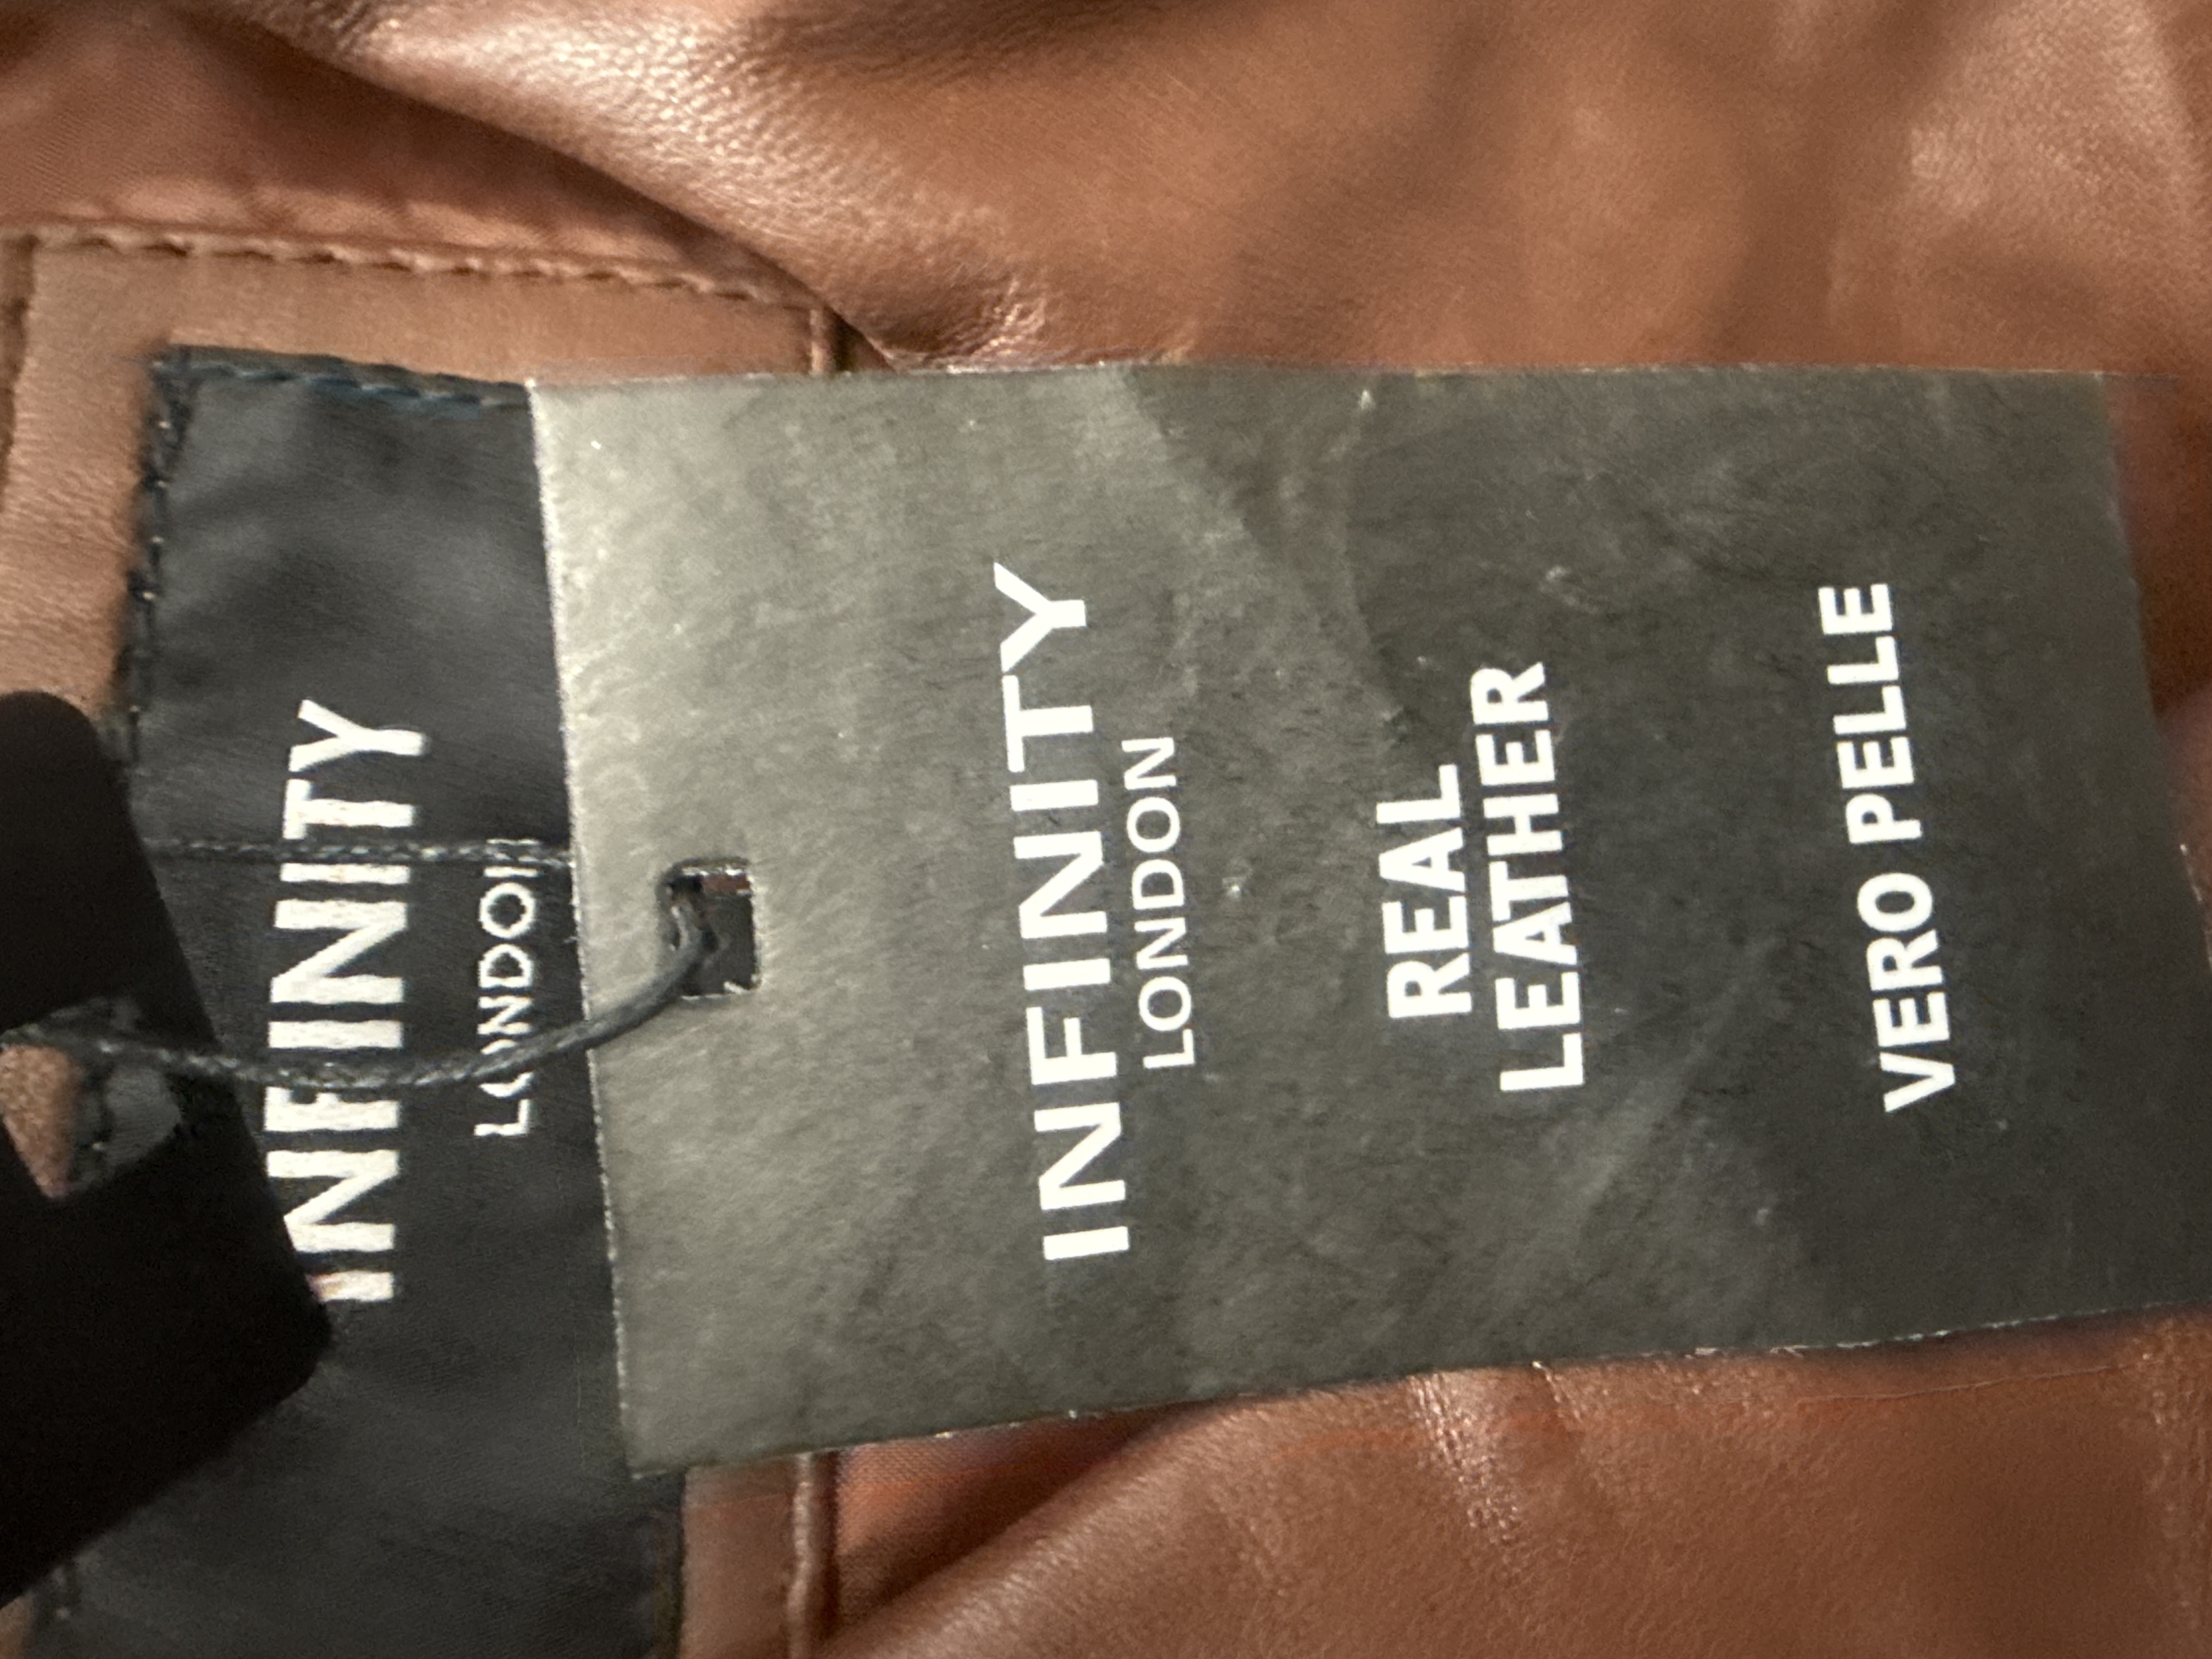 INFINITY
LONDON
INFINITY
LONDON
REAL
LEATHER
VERO PELLE